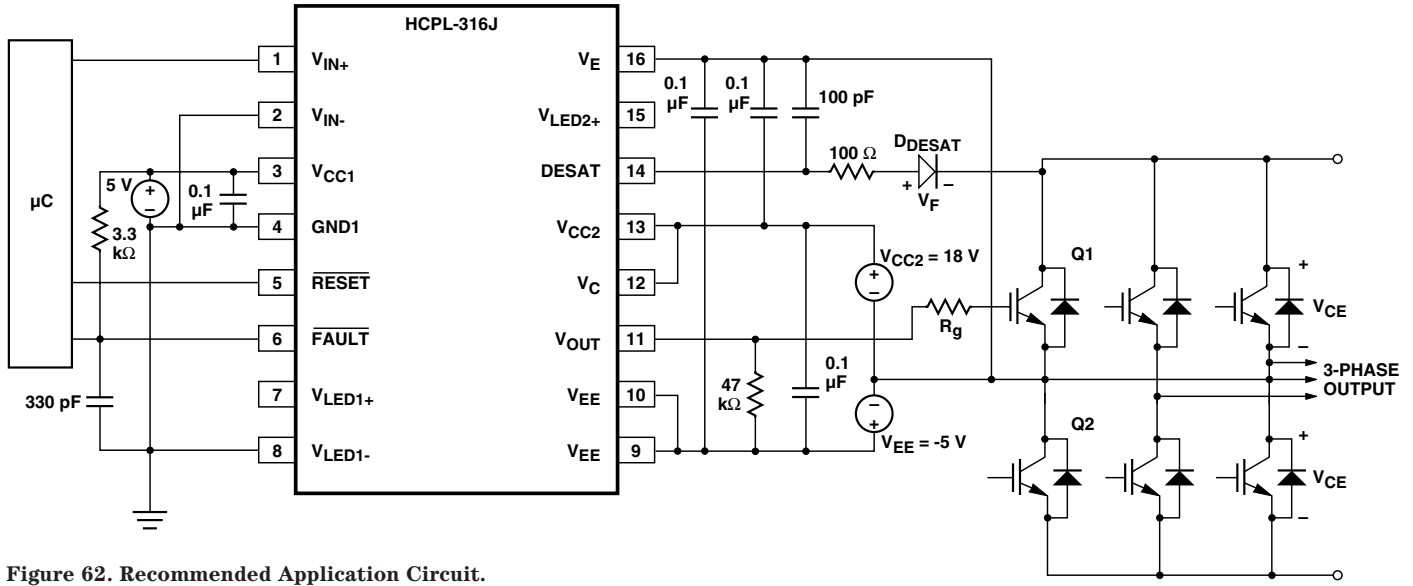 HCPL-316J
µC
1 V_IN+
2 V_IN-
3 V_CC1
4 GND1
5 R̅E̅S̅E̅T̅
6 F̅A̅U̅L̅T̅
7 V_LED1+
8 V_LED1-
5 V
+
–
0.1
µF
3.3
kΩ
330 pF
V_E 16
V_LED2+ 15
DESAT 14
V_CC2 13
V_C 12
V_OUT 11
V_EE 10
V_EE 9
0.1
µF
0.1
µF
100 pF
100 Ω
D_DESAT
+ –
V_F
V_CC2 = 18 V
+
–
R_g
47
kΩ
0.1
µF
–
+
V_EE = -5 V
Q1
+
V_CE
–
3-PHASE
OUTPUT
Q2
+
V_CE
–
Figure 62. Recommended Application Circuit.